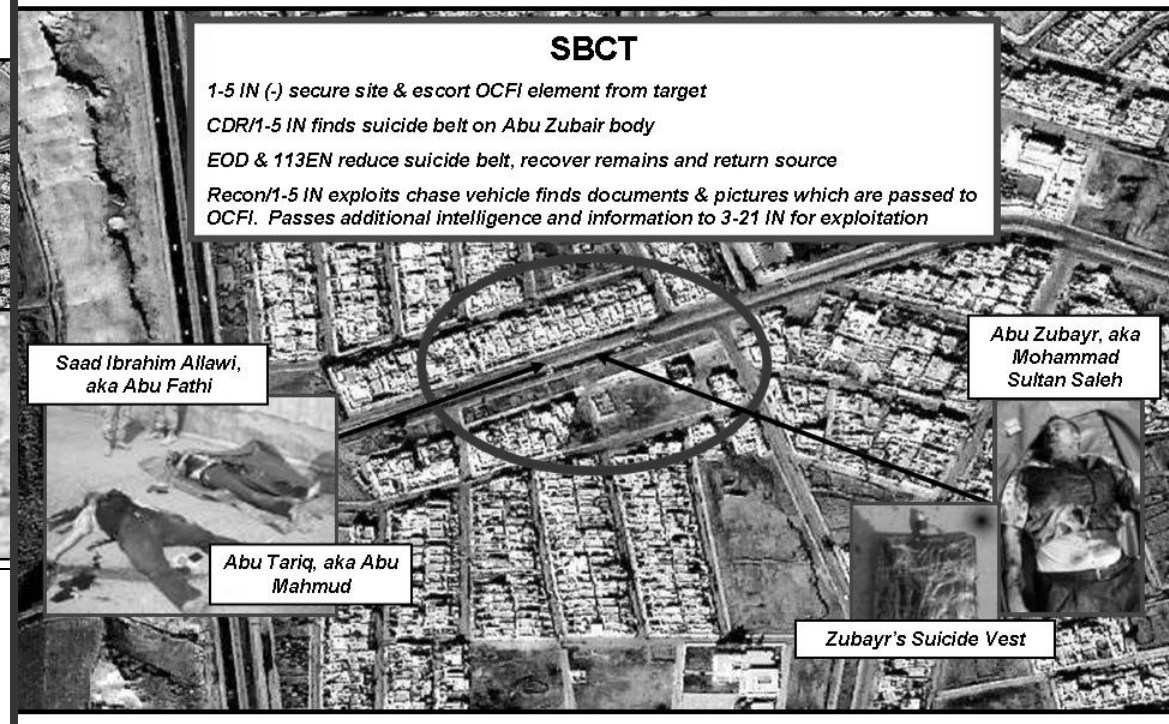 SBCT
1-5 IN (-) secure site & escort OCFI element from target
CDR/1-5 IN finds suicide belt on Abu Zubair body
EOD & 113EN reduce suicide belt, recover remains and return source
Recon/1-5 IN exploits chase vehicle finds documents & pictures which are passed to
OCFI. Passes additional intelligence and information to 3-21 IN for exploitation
Saad Ibrahim Allawi,
aka Abu Fathi
Abu Zubayr, aka
Mohammad
Sultan Saleh
Abu Tariq, aka Abu
Mahmud
Zubayr's Suicide Vest